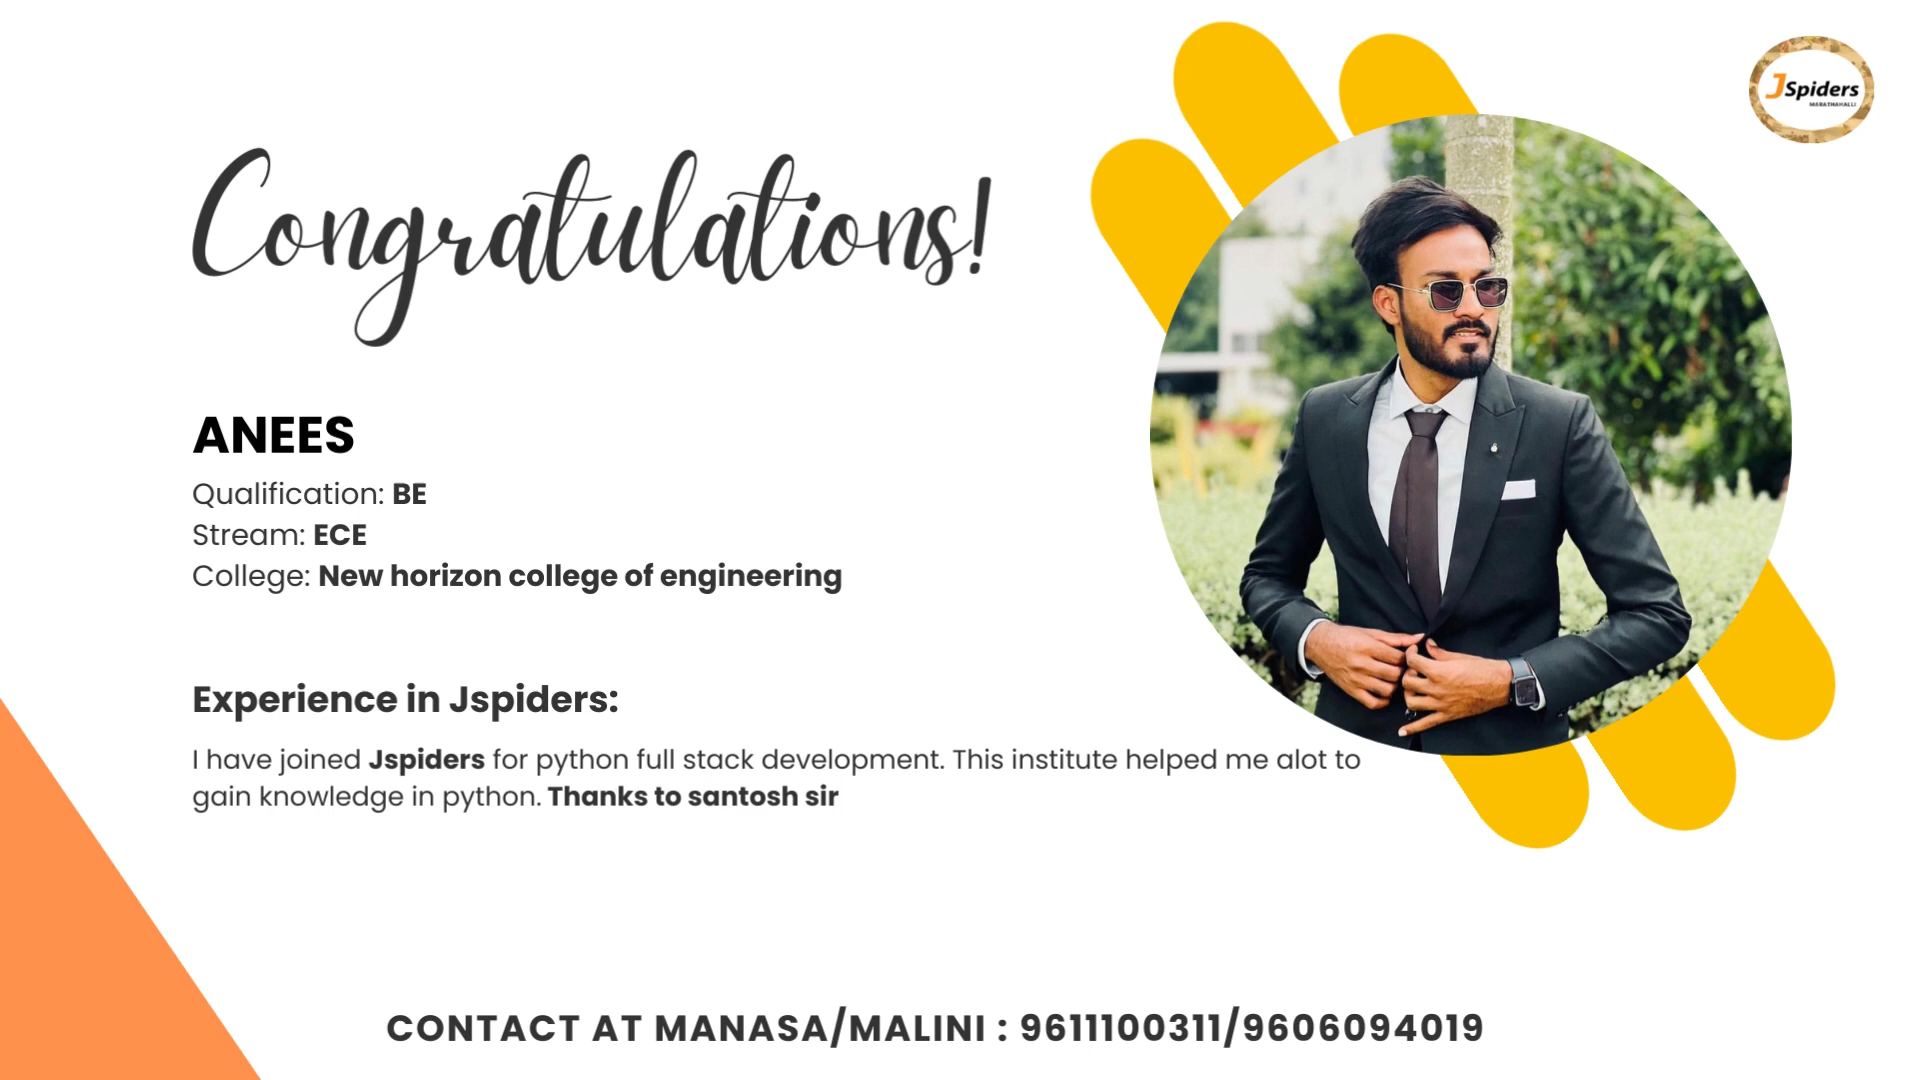 JSpiders
MARATHAHALLI
Congratulations!
ANEES
Qualification: BE
Stream: ECE
College: New horizon college of engineering
Experience in Jspiders:
I have joined Jspiders for python full stack development. This institute helped me alot to
gain knowledge in python. Thanks to santosh sir
CONTACT AT MANASA/MALINI : 9611100311/9606094019